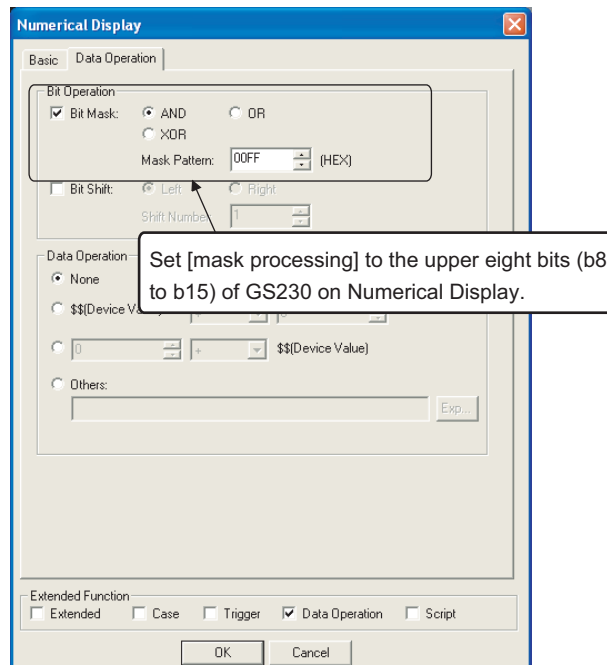 Numerical Display
Basic Data Operation
Bit Operation
Bit Mask: AND OR
XOR
Mask Pattern: 00FF (HEX)
Bit Shift: Left Right
Shift Number: 1
Set [mask processing] to the upper eight bits (b8
to b15) of GS230 on Numerical Display.
Data Operation
None
$$(Device
0 + $$(Device Value)
Others:
Exp...
Extended Function
Extended Case Trigger Data Operation Script
OK Cancel